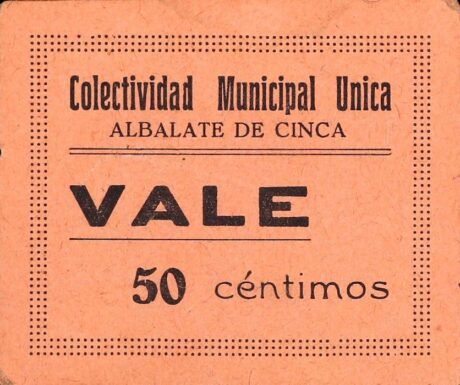 Colectividad Municipal Unica
ALBALATE DE CINCA
VALE
50 céntimos